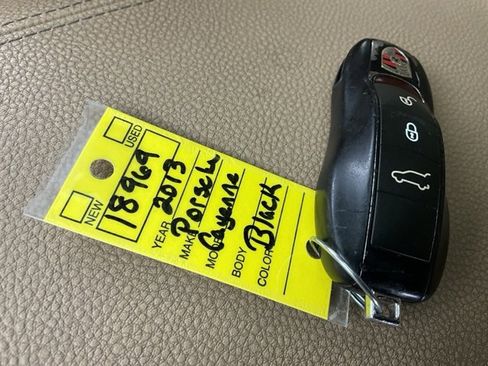 NEW USED
18969
YEAR 2013
MAKE Porsche
MODEL Cayenne
BODY
COLOR Black